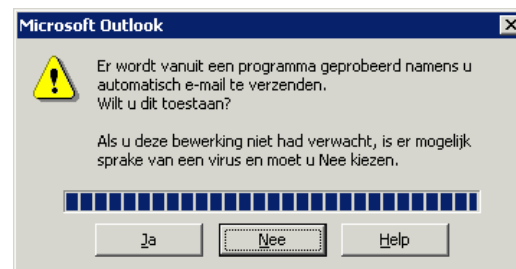 Microsoft Outlook
Er wordt vanuit een programma geprobeerd namens u
automatisch e-mail te verzenden.
Wilt u dit toestaan?
Als u deze bewerking niet had verwacht, is er mogelijk
sprake van een virus en moet u Nee kiezen.
Ja
Nee
Help